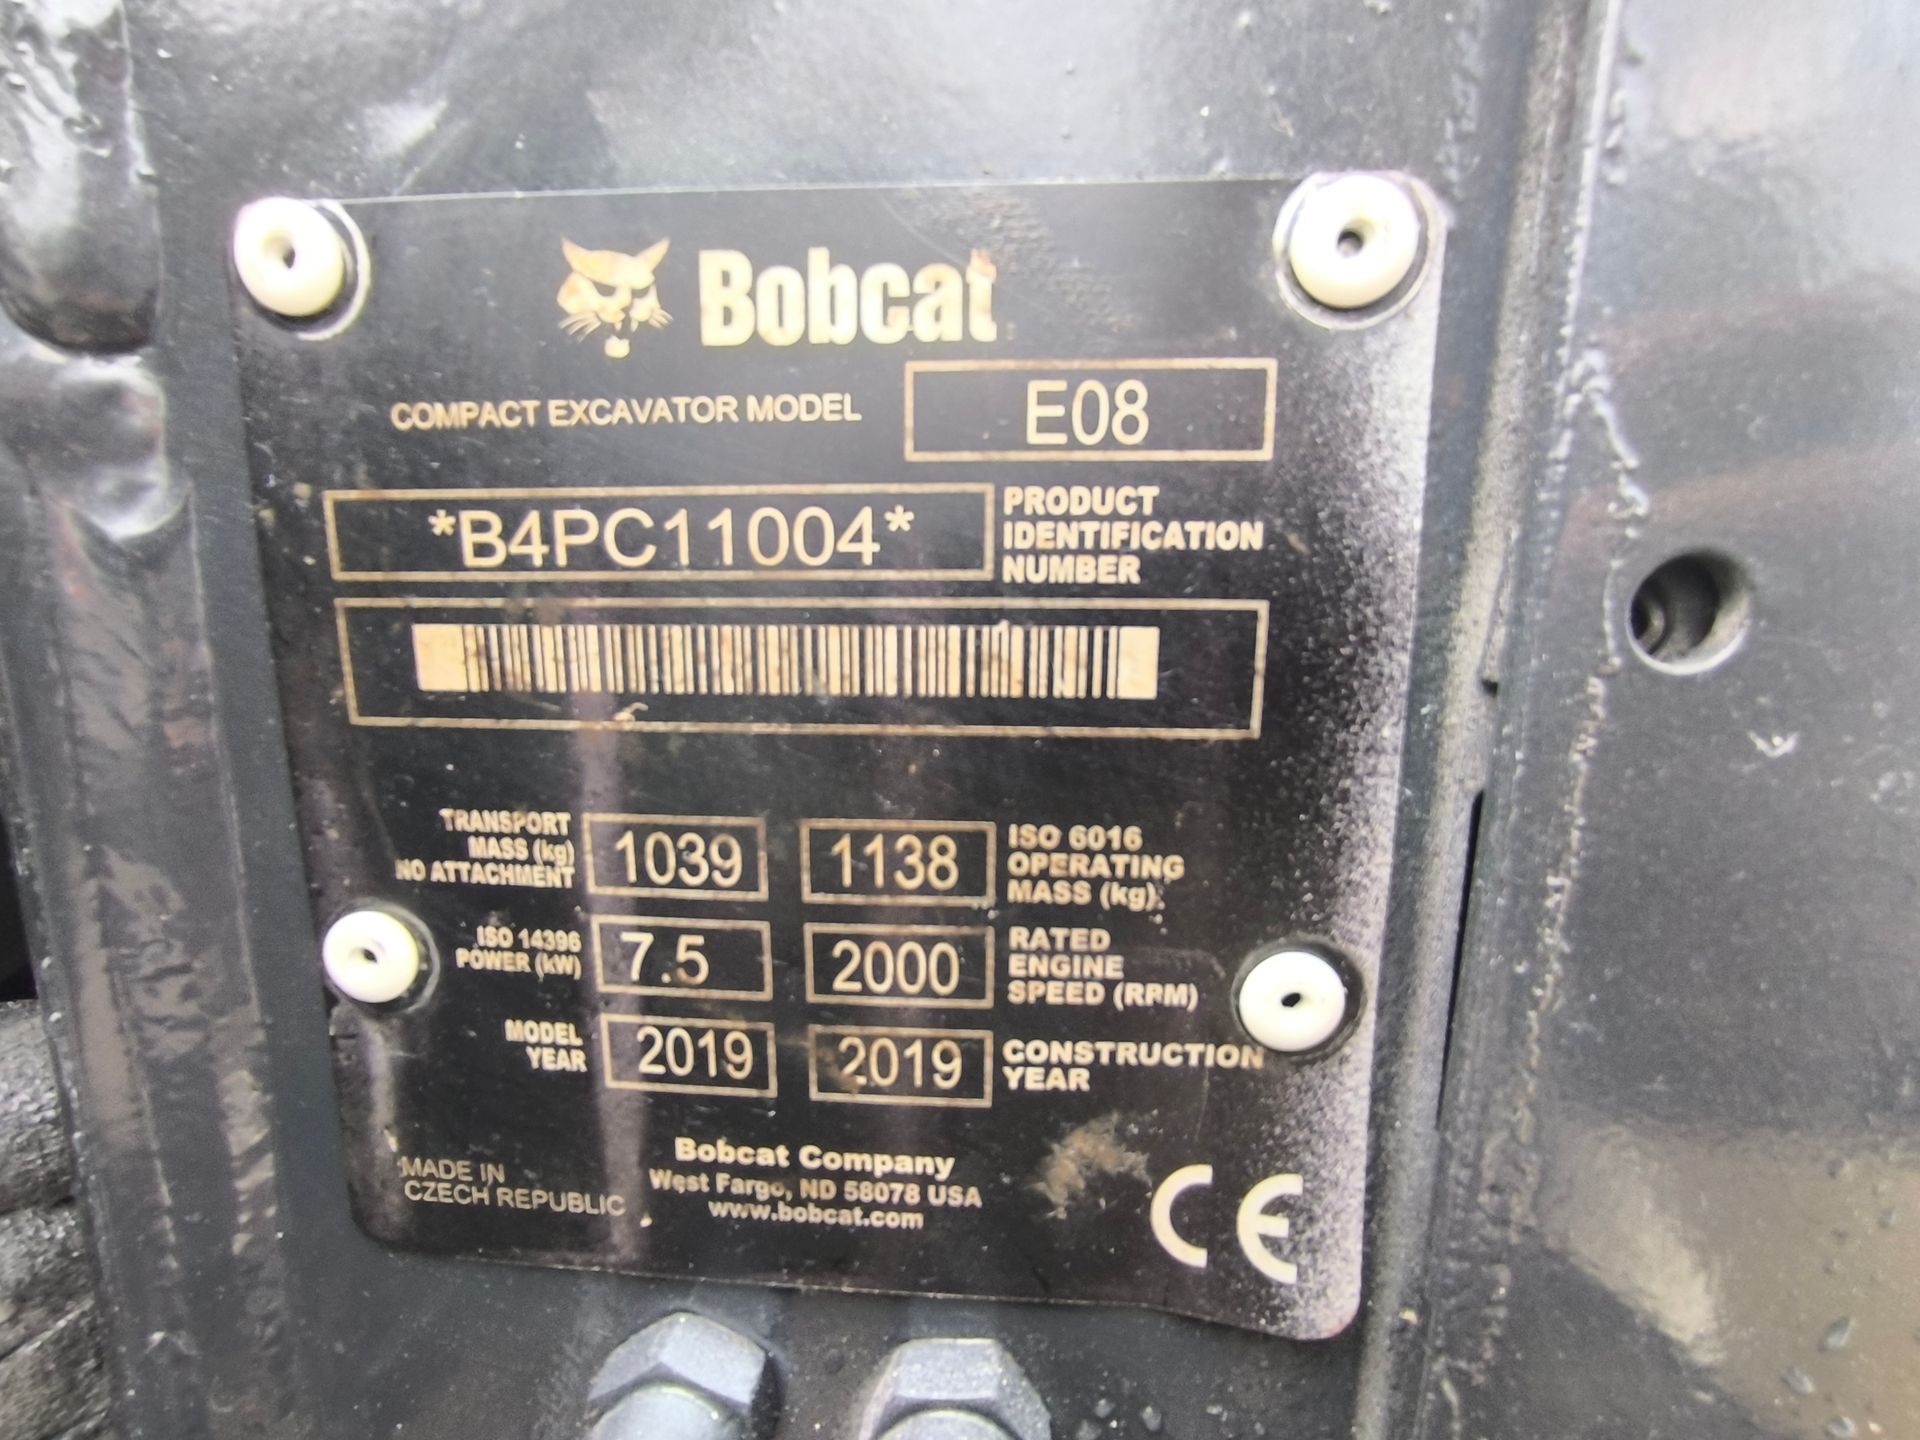 Bobcat
COMPACT EXCAVATOR MODEL E08
*B4PC11004*
PRODUCT
IDENTIFICATION
NUMBER
TRANSPORT
MASS (kg)
NO ATTACHMENT
1039
1138
ISO 6016
OPERATING
MASS (kg)
ISO 14396
POWER (kW)
7.5
2000
RATED
ENGINE
SPEED (RPM)
MODEL
YEAR
2019
2019
CONSTRUCTION
YEAR
MADE IN
CZECH REPUBLIC
Bobcat Company
West Fargo, ND 58078 USA
www.bobcat.com
CE